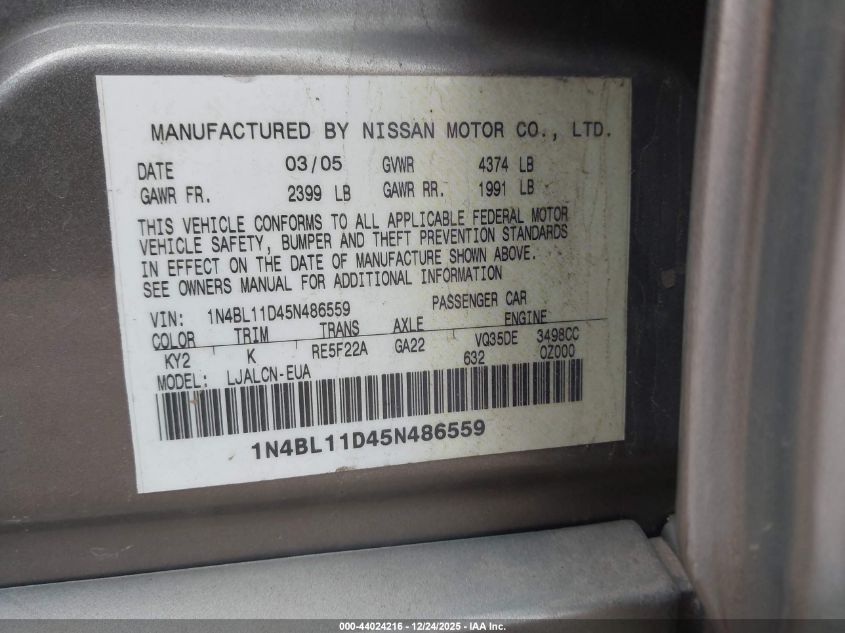 MANUFACTURED BY NISSAN MOTOR CO., LTD.
DATE 03/05 GVWR 4374 LB
GAWR FR. 2399 LB GAWR RR. 1991 LB
THIS VEHICLE CONFORMS TO ALL APPLICABLE FEDERAL MOTOR
VEHICLE SAFETY, BUMPER AND THEFT PREVENTION STANDARDS
IN EFFECT ON THE DATE OF MANUFACTURE SHOWN ABOVE.
SEE OWNERS MANUAL FOR ADDITIONAL INFORMATION
VIN: 1N4BL11D45N486559 PASSENGER CAR
COLOR TRIM TRANS AXLE ENGINE
KY2 K RE5F22A GA22 VQ35DE 3498CC
632 0Z000
MODEL: LJALCN-EUA
1N4BL11D45N486559
000-44024216 - 12/24/2025 - IAAI, Inc.